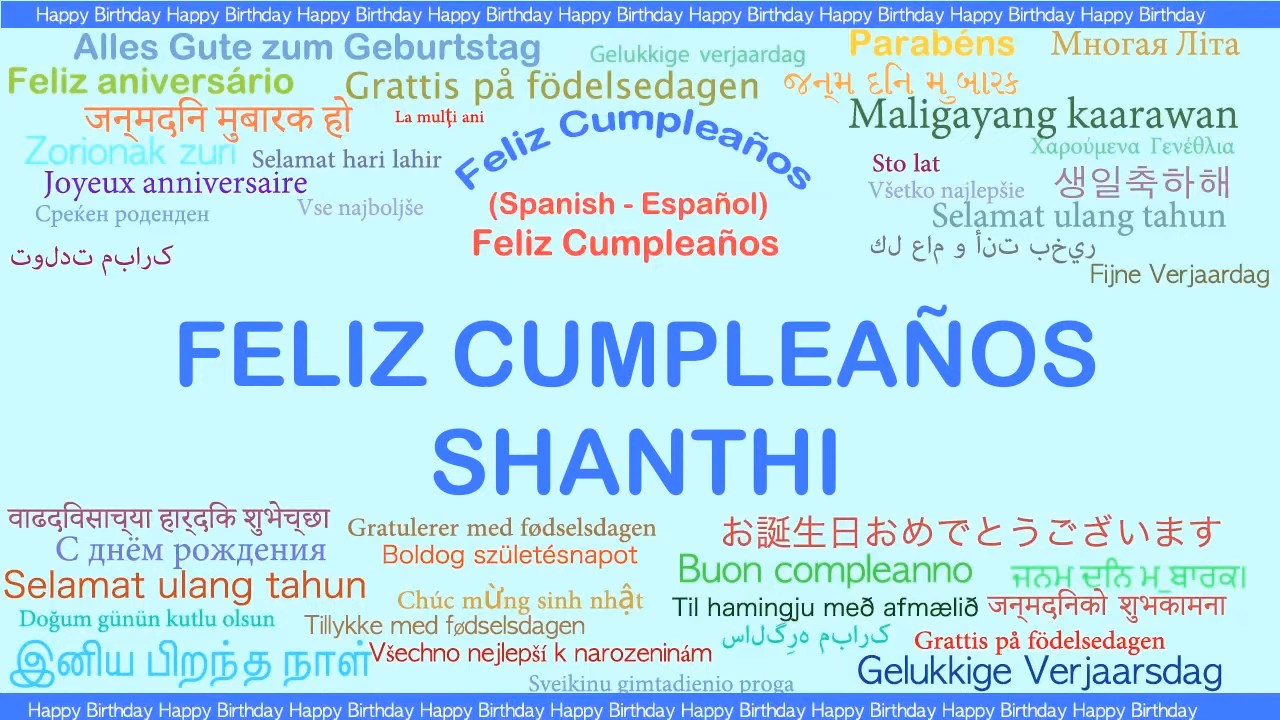 Happy Birthday Happy Birthday Happy Birthday Happy Birthday Happy Birthday Happy Birthday Happy Birthday Happy Birthday Happy Birthday
Alles Gute zum Geburtstag
Gelukkige verjaardag
Parabéns
Многая Літа
Feliz aniversário
Grattis på födelsedagen
જન્મ દનિ મુબારક
जन्मदनि मुबारक हो
La mulţi ani
Feliz Cumpleaños
Maligayang kaarawan
Zorionak zuri
Selamat hari lahir
Sto lat
Χαρούμενα Γενέθλια
Joyeux anniversaire
(Spanish - Español)
Všetko najlepšie
생일축하해
Среќен роденден
Vse najboljše
Feliz Cumpleaños
Selamat ulang tahun
تولدت مبارک
كل عام و أنت بخير
Fijne Verjaardag
FELIZ CUMPLEAÑOS
SHANTHI
वाढदविसाच्या हार्दकि शुभेच्छा
Gratulerer med fødselsdagen
お誕生日おめでとうございます
С днём рождения
Boldog születésnapot
Buon compleanno
ਜਨਮ ਦਨਿ ਮੁਬਾਰਕ।
Selamat ulang tahun
Chúc mừng sinh nhật
Til hamingju með afmælið
जन्मदनिको शुभकामना
Doğum günün kutlu olsun
Tillykke med fødselsdagen
سالگرِه مبارک
Grattis på födelsedagen
இனிய பிறந்த நாள்
Všechno nejlepší k narozeninám
Gelukkige Verjaarsdag
Sveikinu gimtadienio proga
Happy Birthday Happy Birthday Happy Birthday Happy Birthday Happy Birthday Happy Birthday Happy Birthday Happy Birthday Happy Birthday